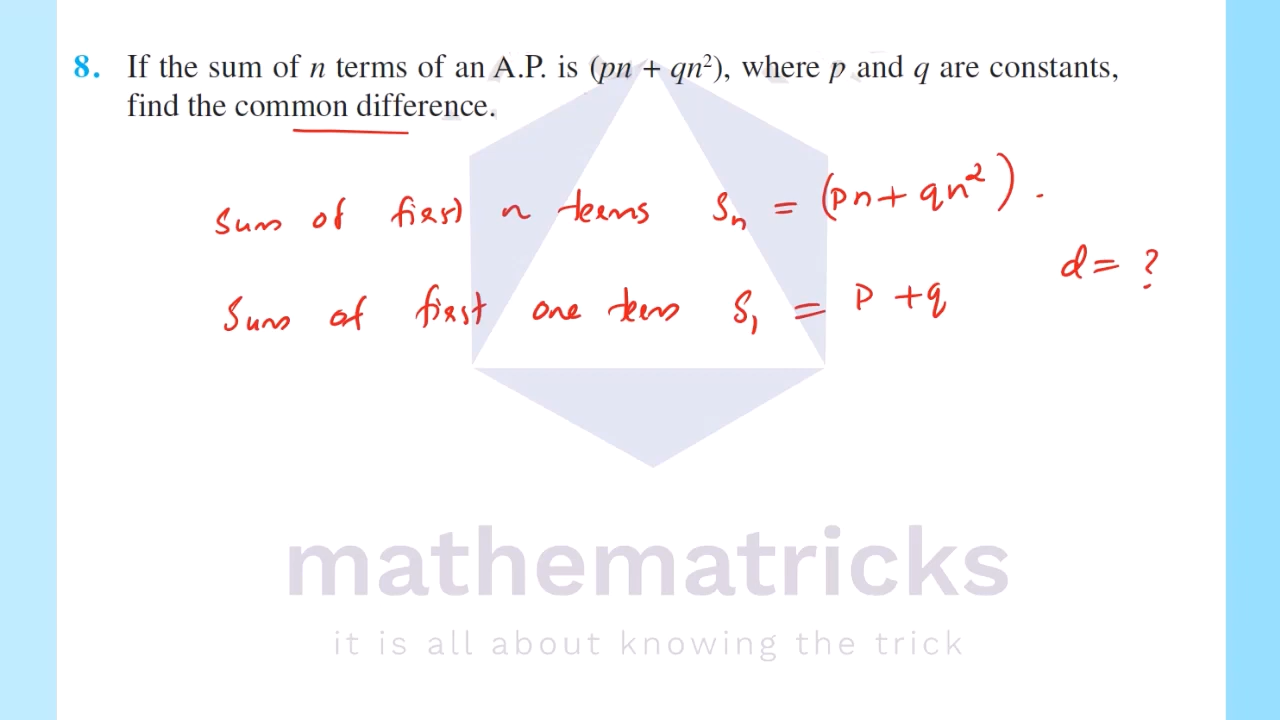 8. If the sum of n terms of an A.P. is (pn + qn²), where p and q are constants,
find the common difference.
Sum of first n terms Sn = (pn + qn²).
d = ?
Sum of first one term S₁ = p + q
mathematricks
it is all about knowing the trick